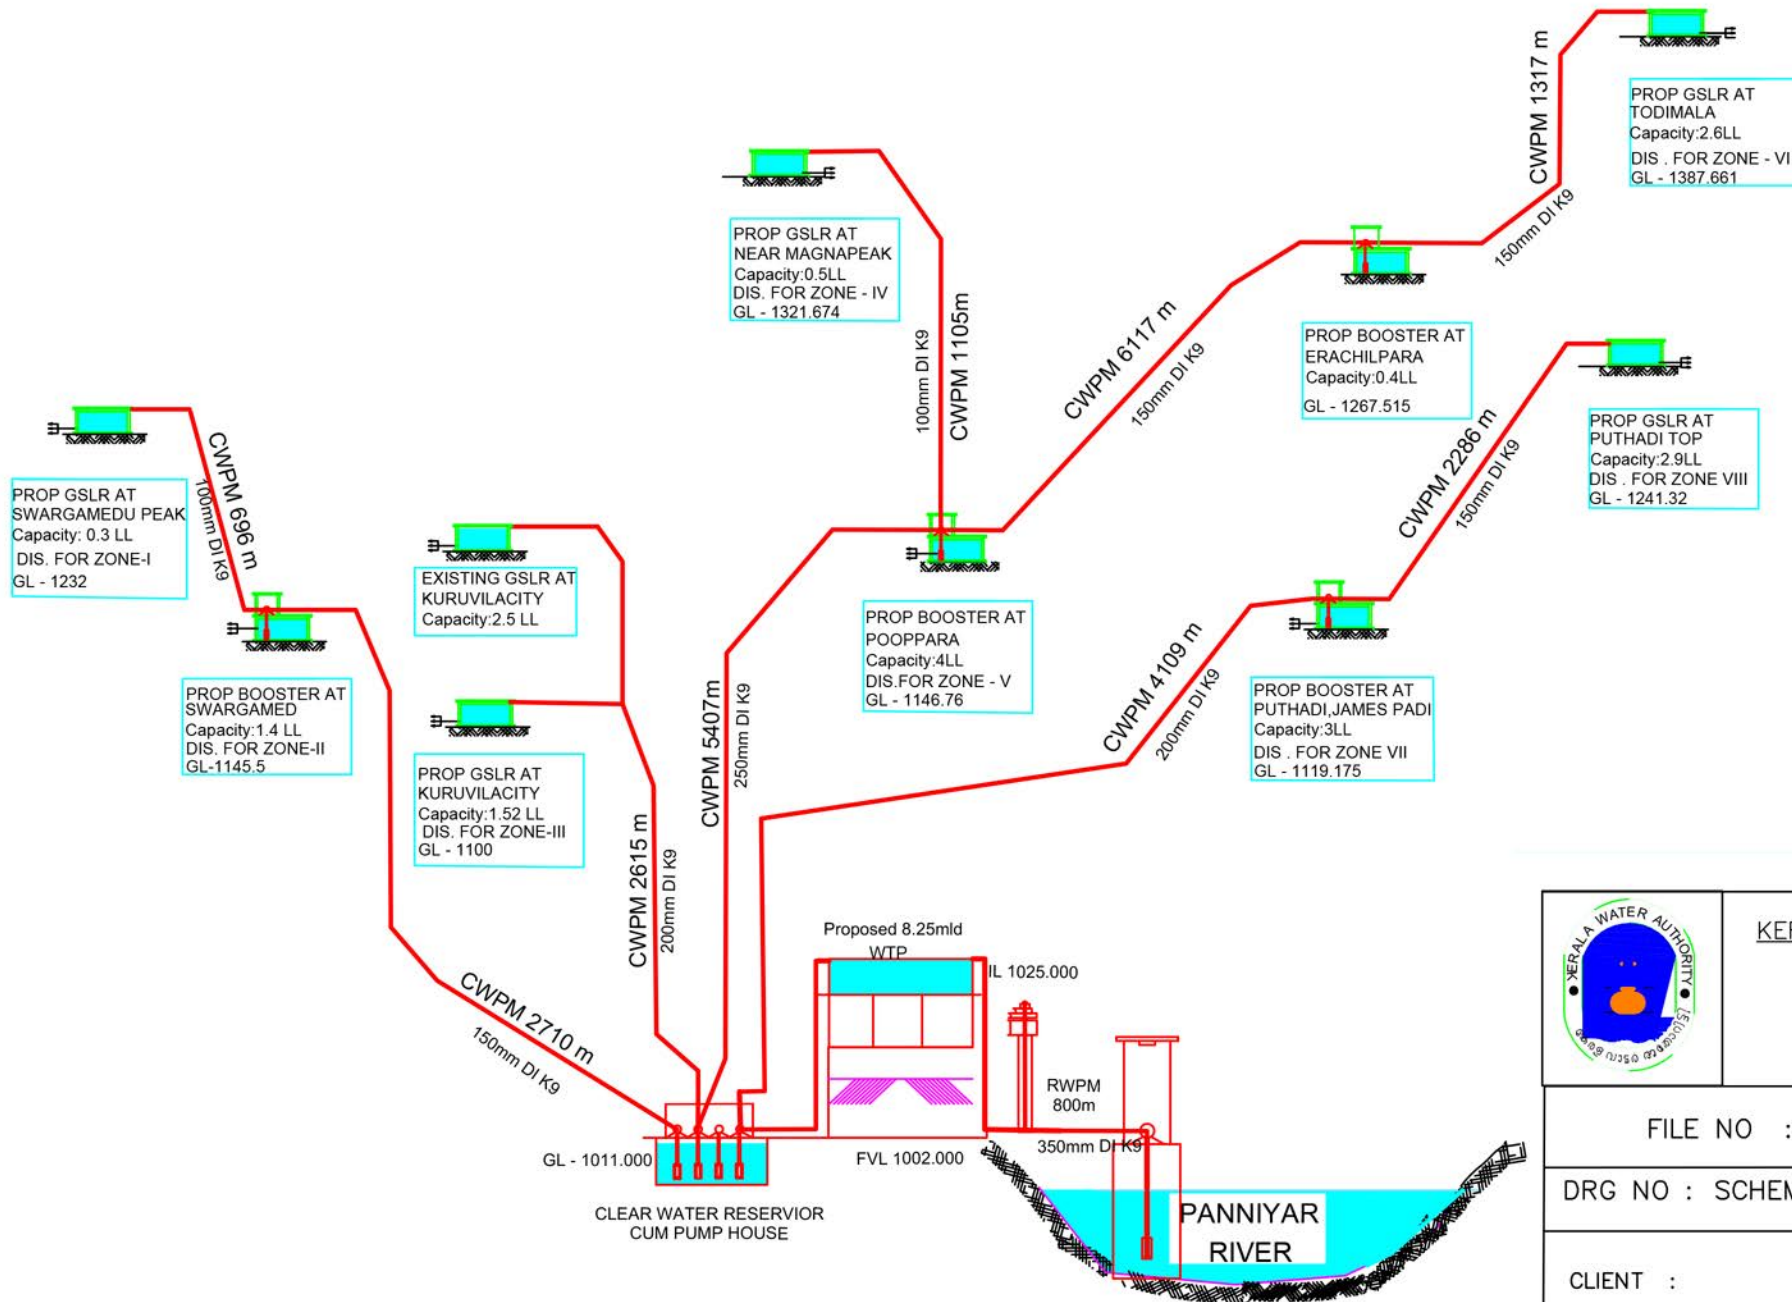 CWPM 1317 m
150mm DI K9
PROP GSLR AT
TODIMALA
Capacity:2.6LL
DIS . FOR ZONE - VI
GL - 1387.661
PROP GSLR AT
NEAR MAGNAPEAK
Capacity:0.5LL
DIS. FOR ZONE - IV
GL - 1321.674
100mm DI K9
CWPM 1105m
CWPM 6117 m
150mm DI K9
PROP BOOSTER AT
ERACHILPARA
Capacity:0.4LL
GL - 1267.515
CWPM 2286 m
150mm DI K9
PROP GSLR AT
PUTHADI TOP
Capacity:2.9LL
DIS . FOR ZONE VIII
GL - 1241.32
CWPM 696 m
100mm DI K9
PROP GSLR AT
SWARGAMEDU PEAK
Capacity: 0.3 LL
DIS. FOR ZONE-I
GL - 1232
EXISTING GSLR AT
KURUVILACITY
Capacity:2.5 LL
PROP BOOSTER AT
POOPPARA
Capacity:4LL
DIS.FOR ZONE - V
GL - 1146.76
PROP BOOSTER AT
SWARGAMED
Capacity:1.4 LL
DIS. FOR ZONE-II
GL-1145.5
PROP GSLR AT
KURUVILACITY
Capacity:1.52 LL
DIS. FOR ZONE-III
GL - 1100
CWPM 5407m
250mm DI K9
CWPM 4109 m
200mm DI K9
PROP BOOSTER AT
PUTHADI,JAMES PADI
Capacity:3LL
DIS . FOR ZONE VII
GL - 1119.175
CWPM 2615 m
200mm DI K9
CWPM 2710 m
150mm DI K9
Proposed 8.25mld
WTP
IL 1025.000
RWPM
800m
350mm DI K9
GL - 1011.000
FVL 1002.000
CLEAR WATER RESERVIOR
CUM PUMP HOUSE
PANNIYAR
RIVER
KERALA WATER AUTHORITY
KE
FILE NO :
DRG NO : SCHE
CLIENT :